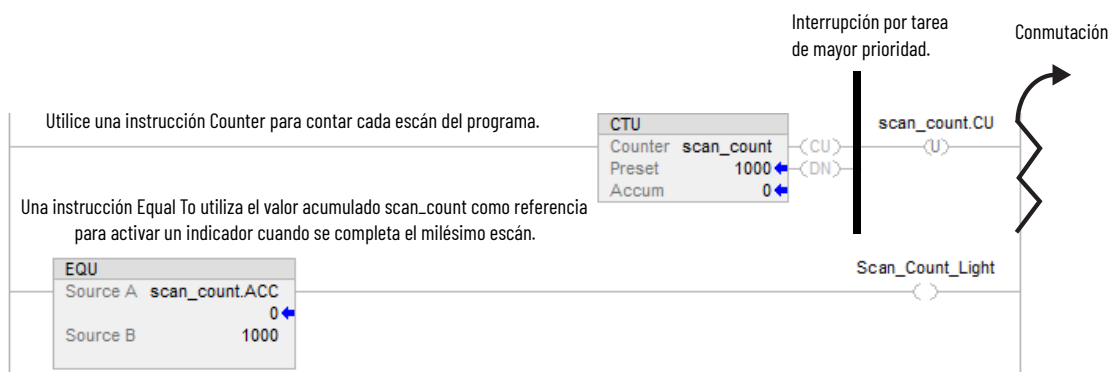 Interrupción por tarea
de mayor prioridad.
Conmutación
Utilice una instrucción Counter para contar cada escán del programa.
CTU
Counter scan_count
Preset 1000
Accum 0
CU
DN
scan_count.CU
U
Una instrucción Equal To utiliza el valor acumulado scan_count como referencia
para activar un indicador cuando se completa el milésimo escán.
EQU
Source A scan_count.ACC
0
Source B 1000
Scan_Count_Light